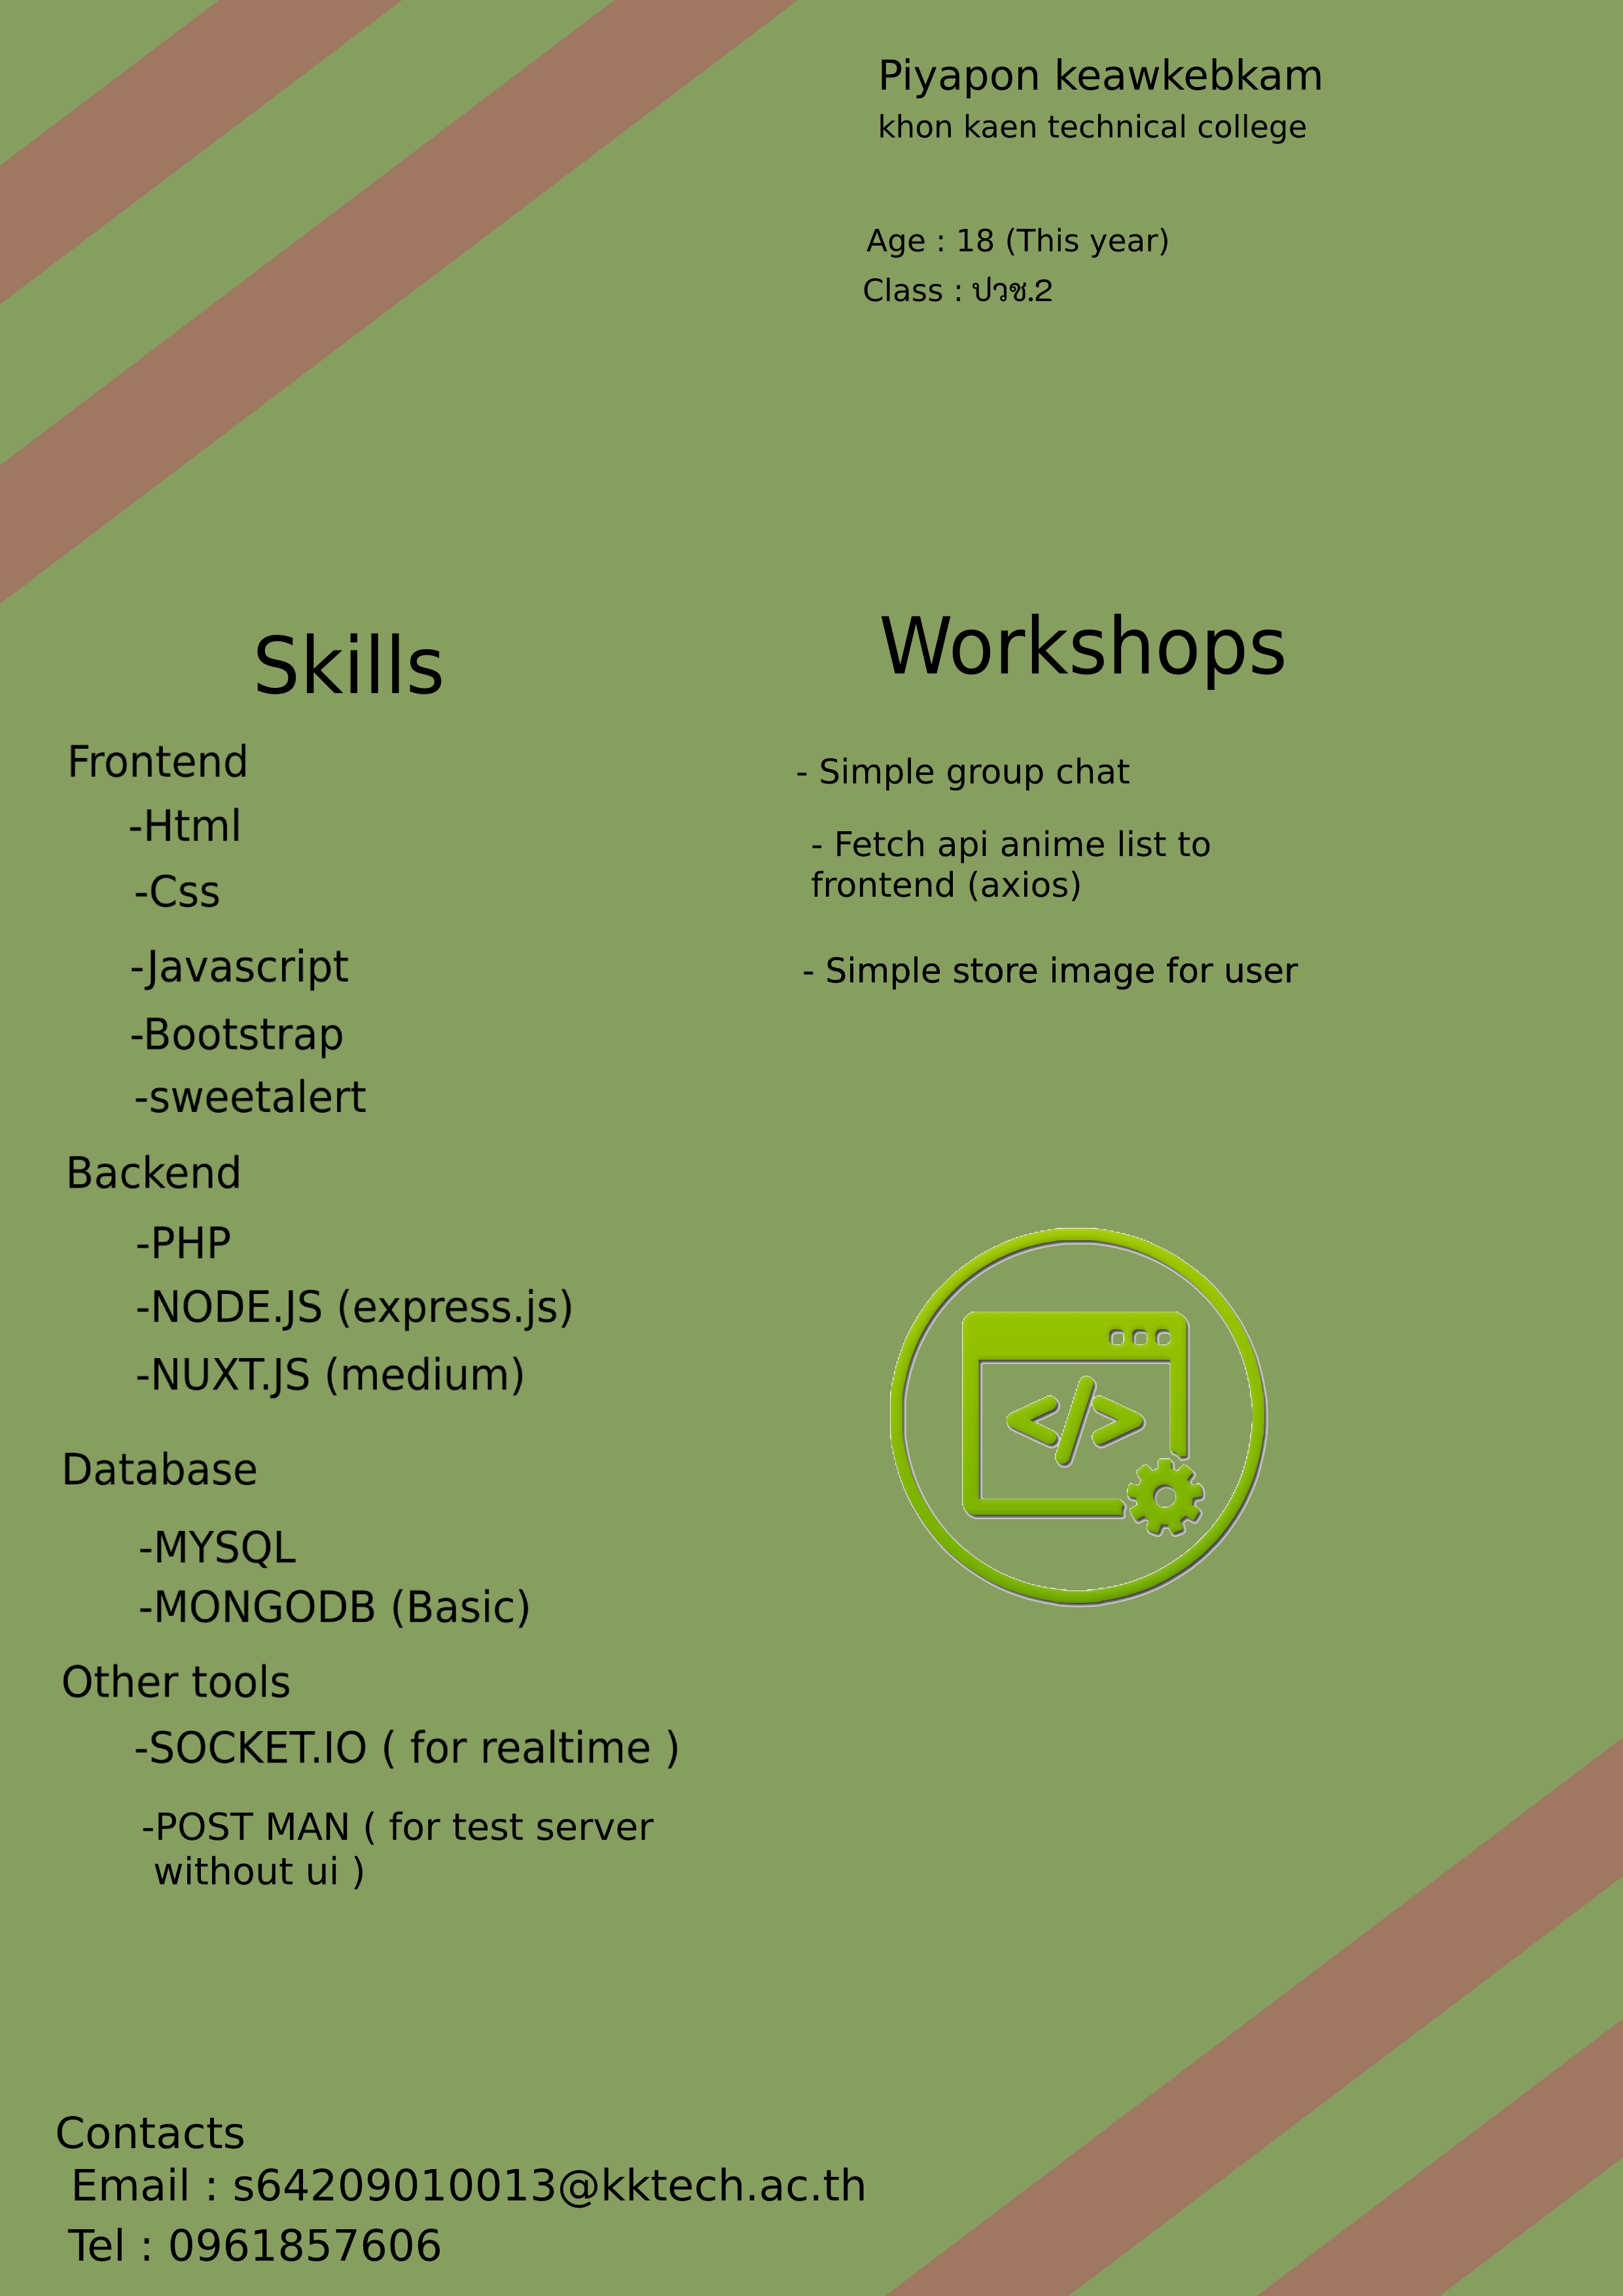 Piyapon keawkebkam
khon kaen technical college
Age : 18 (This year)
Class : ปวช.2
Skills
Frontend
-Html
-Css
-Javascript
-Bootstrap
-sweetalert
Backend
-PHP
-NODE.JS (express.js)
-NUXT.JS (medium)
Database
-MYSQL
-MONGODB (Basic)
Other tools
-SOCKET.IO ( for realtime )
-POST MAN ( for test server
without ui )
Workshops
- Simple group chat
- Fetch api anime list to
frontend (axios)
- Simple store image for user
</>
Contacts
Email : s64209010013@kktech.ac.th
Tel : 0961857606